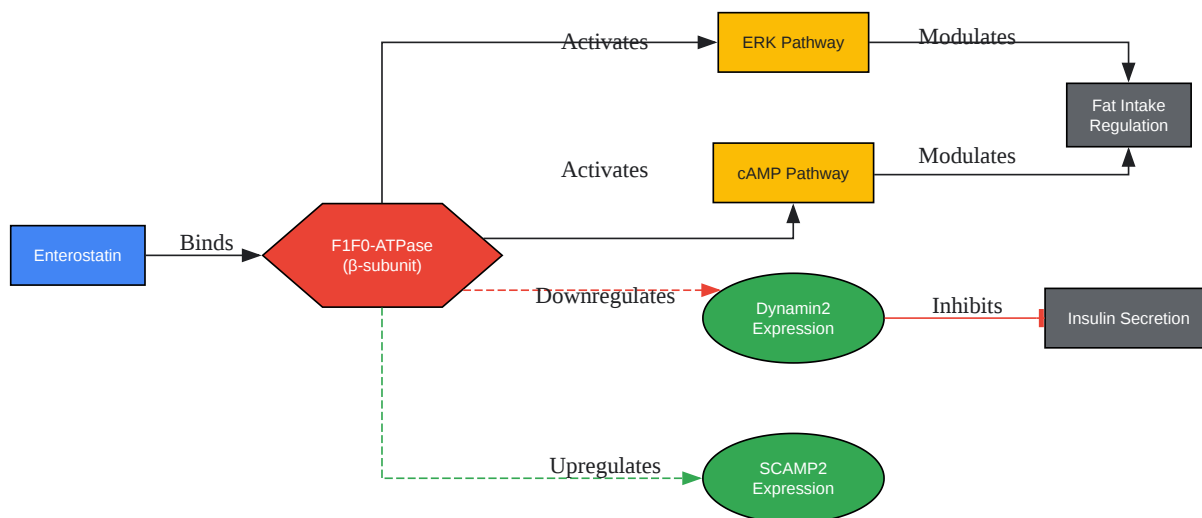 Activates
ERK Pathway
Modulates
Fat Intake
Regulation
Activates
cAMP Pathway
Modulates
Enterostatin
Binds
F1F0-ATPase
(β-subunit)
Downregulates
Dynamin2
Expression
Inhibits
Insulin Secretion
Upregulates
SCAMP2
Expression